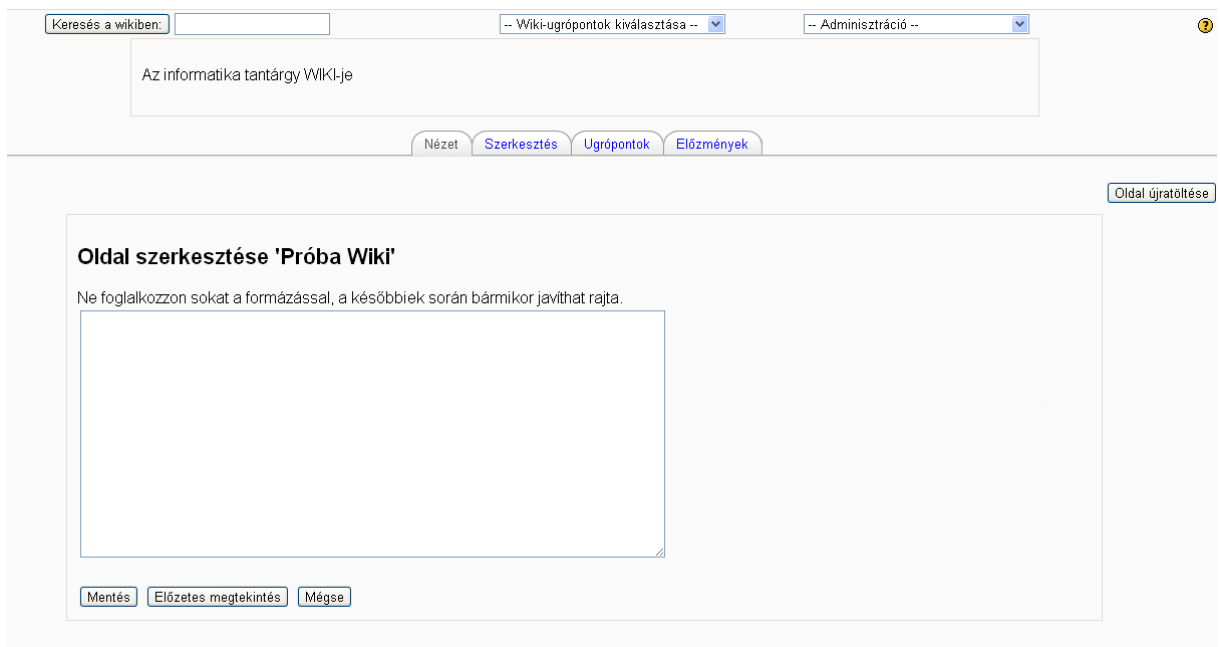 Keresés a wikiben: -- Wiki-ugrópontok kiválasztása -- -- Adminisztráció -- ?
Az informatika tantárgy WIKI-je
Nézet Szerkesztés Ugrópontok Előzmények
Oldal újratöltése
Oldal szerkesztése 'Próba Wiki'
Ne foglalkozzon sokat a formázással, a későbbiek során bármikor javíthat rajta.
Mentés Előzetes megtekintés Mégse